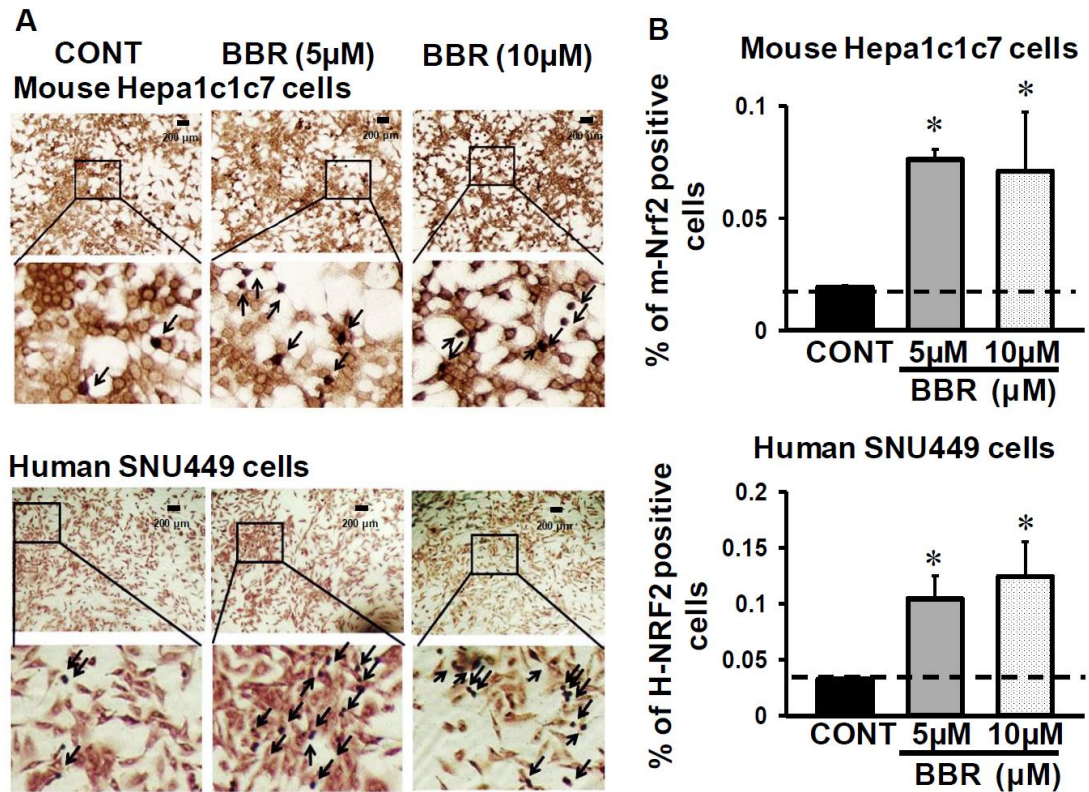 A
CONT BBR (5µM) BBR (10µM)
Mouse Hepa1c1c7 cells
200 µm 200 µm 200 µm
Human SNU449 cells
200 µm 200 µm 200 µm
B
Mouse Hepa1c1c7 cells
% of m-Nrf2 positive
cells
0.1
0.05
0
* *
CONT 5µM 10µM
BBR (µM)
Human SNU449 cells
% of H-NRF2 positive
cells
0.2
0.15
0.1
0.05
0
* *
CONT 5µM 10µM
BBR (µM)